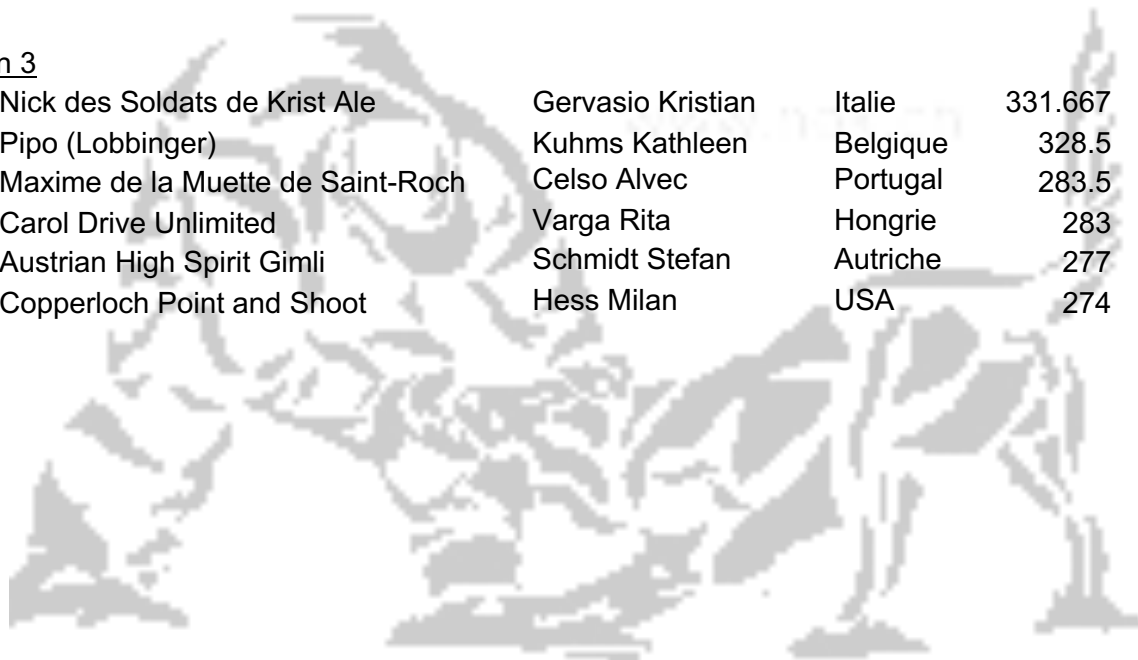 n 3
Nick des Soldats de Krist Ale Gervasio Kristian Italie 331.667
Pipo (Lobbinger) Kuhms Kathleen Belgique 328.5
Maxime de la Muette de Saint-Roch Celso Alvec Portugal 283.5
Carol Drive Unlimited Varga Rita Hongrie 283
Austrian High Spirit Gimli Schmidt Stefan Autriche 277
Copperloch Point and Shoot Hess Milan USA 274